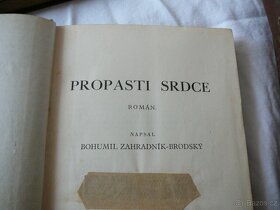 PROPASTI SRDCE
ROMÁN
NAPSAL
BOHUMIL ZAHRADNÍK-BRODSKÝ